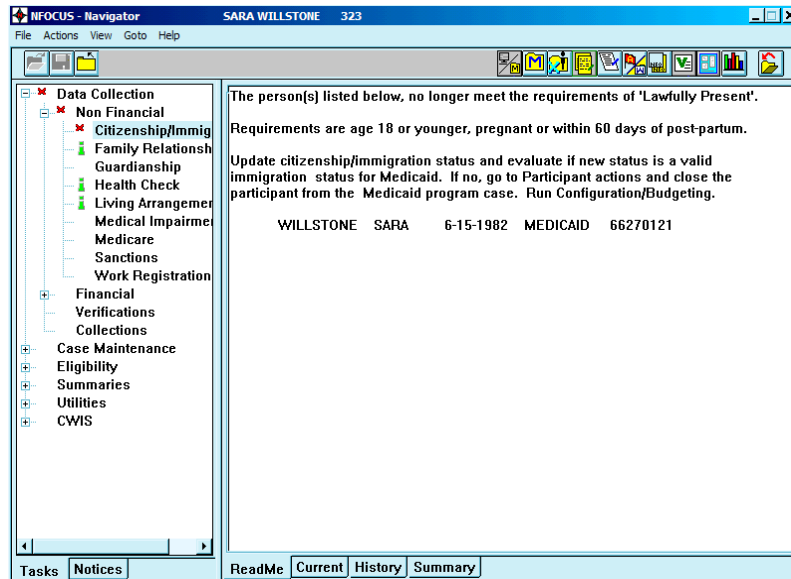 NFOCUS - Navigator SARA WILLSTONE 323
File Actions View Goto Help
Data Collection
Non Financial
Citizenship/Immig
Family Relationsh
Guardianship
Health Check
Living Arrangemer
Medical Impairme
Medicare
Sanctions
Work Registration
Financial
Verifications
Collections
Case Maintenance
Eligibility
Summaries
Utilities
CWIS
Tasks Notices
The person(s) listed below, no longer meet the requirements of 'Lawfully Present'.
Requirements are age 18 or younger, pregnant or within 60 days of post-partum.
Update citizenship/immigration status and evaluate if new status is a valid
immigration status for Medicaid. If no, go to Participant actions and close the
participant from the Medicaid program case. Run Configuration/Budgeting.
WILLSTONE SARA 6-15-1982 MEDICAID 66270121
ReadMe Current History Summary